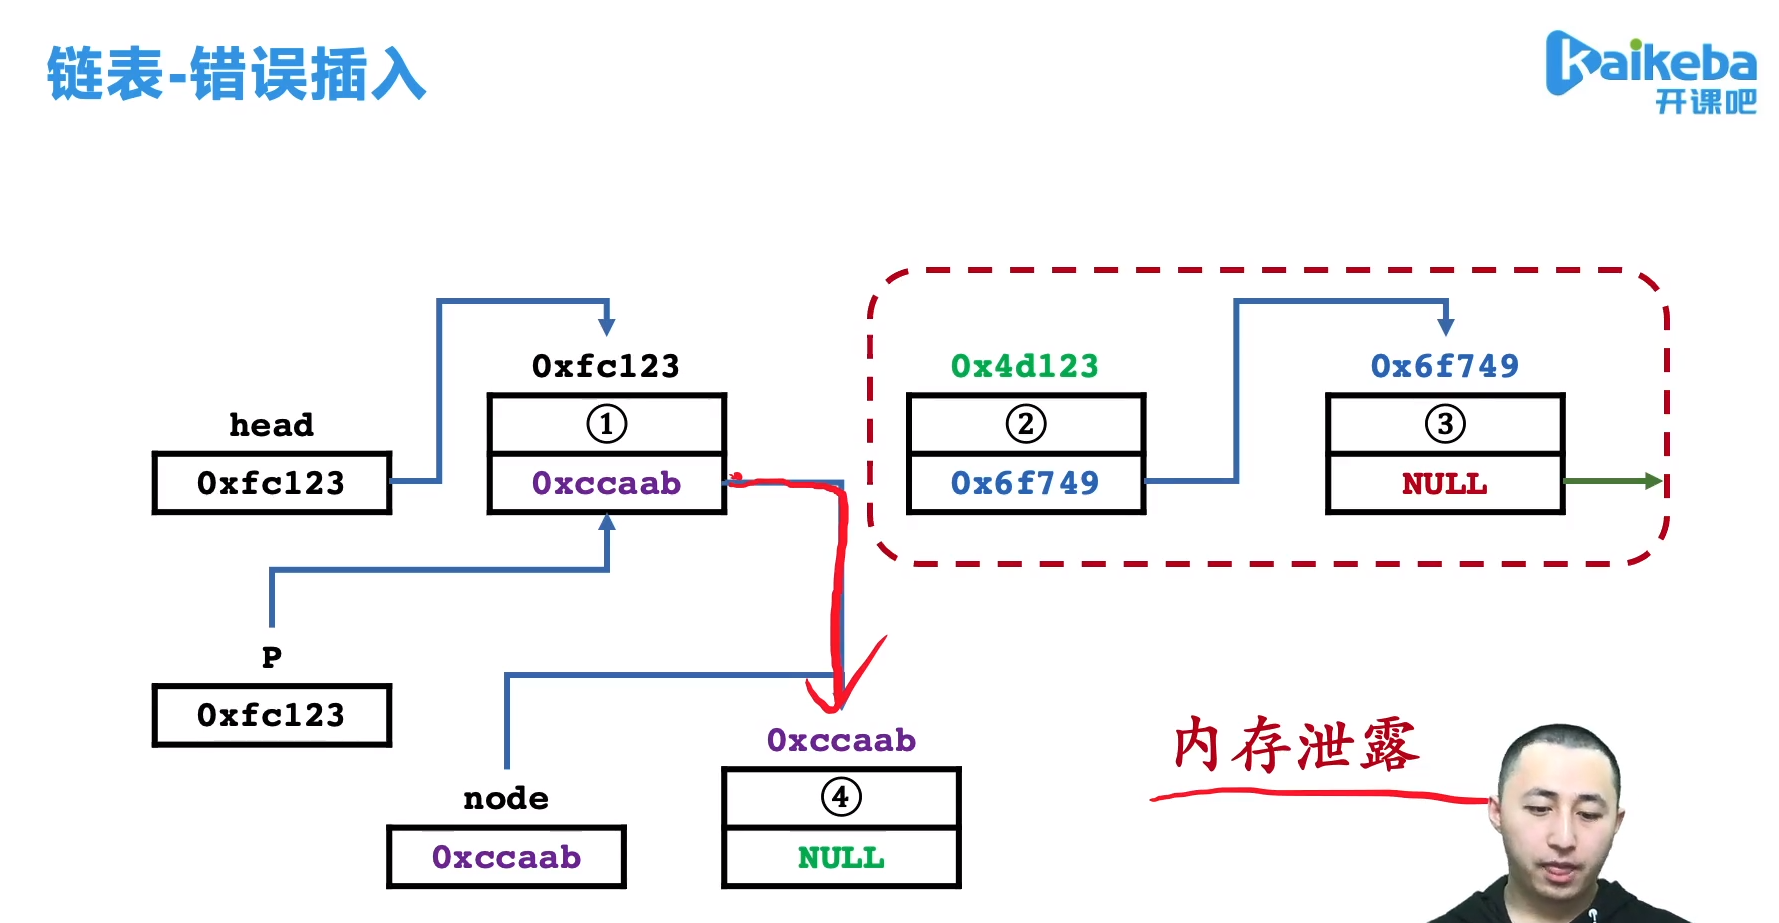 链表-错误插入
Kaikeba
开课吧
0xfc123
0x4d123
0x6f749
head
①
②
③
0xfc123
0xccaab
0x6f749
NULL
P
0xfc123
内存泄露
0xccaab
node
④
0xccaab
NULL